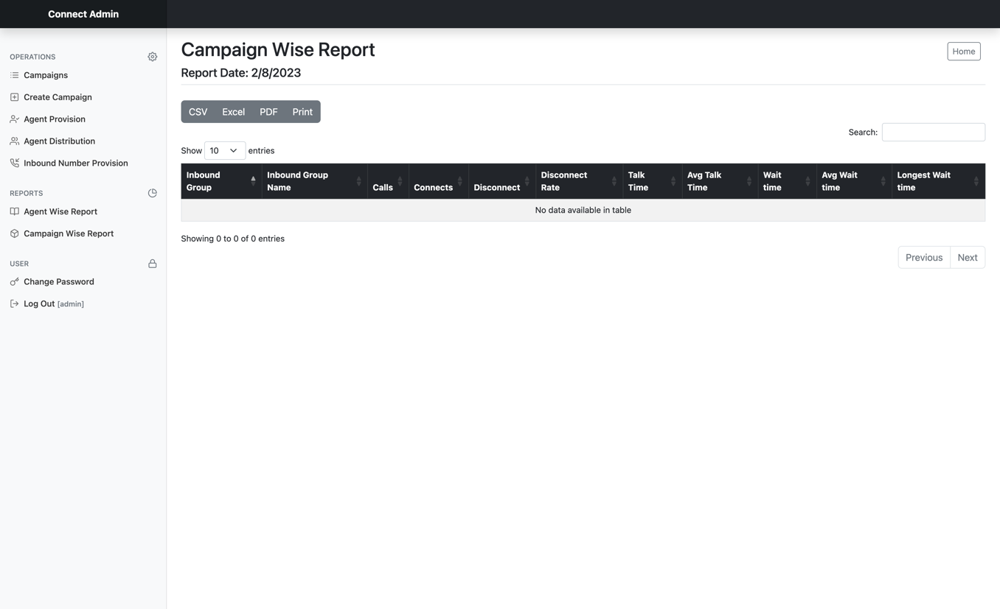 Connect Admin
OPERATIONS
Campaigns
Create Campaign
Agent Provision
Agent Distribution
Inbound Number Provision
REPORTS
Agent Wise Report
Campaign Wise Report
USER
Change Password
Log Out [admin]
Campaign Wise Report
Home
Report Date: 2/8/2023
CSV Excel PDF Print
Search:
Show 10 entries
Inbound Group
Inbound Group Name
Calls
Connects
Disconnect
Disconnect Rate
Talk Time
Avg Talk Time
Wait time
Avg Wait time
Longest Wait time
No data available in table
Showing 0 to 0 of 0 entries
Previous Next